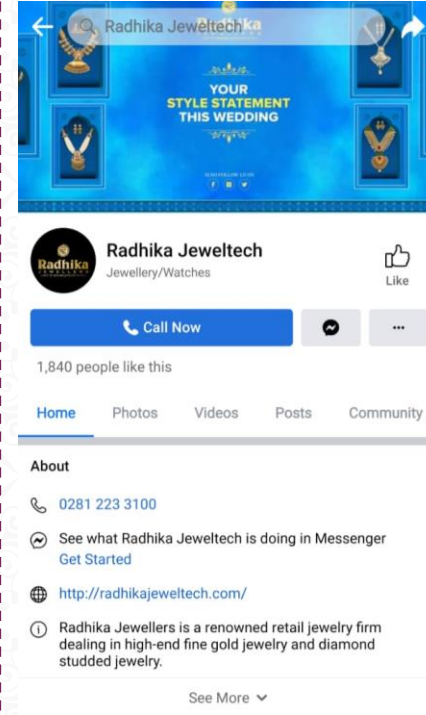 Radhika Jeweltech
YOUR
STYLE STATEMENT
THIS WEDDING
Radhika
JEWELLERS
Radhika Jeweltech
Jewellery/Watches
Like
Call Now
1,840 people like this
Home Photos Videos Posts Community
About
0281 223 3100
See what Radhika Jeweltech is doing in Messenger
Get Started
http://radhikajeweltech.com/
Radhika Jewellers is a renowned retail jewelry firm
dealing in high-end fine gold jewelry and diamond
studded jewelry.
See More